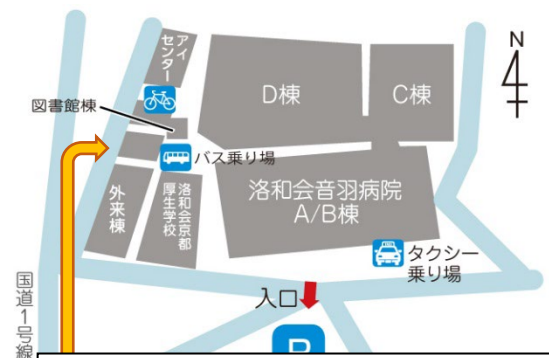 アイ
センター
N
D棟
C棟
図書館棟
バス乗り場
外来棟
洛和会京都
厚生学校
洛和会音羽病院
A/B棟
タクシー
乗り場
入口
国道1号線
P